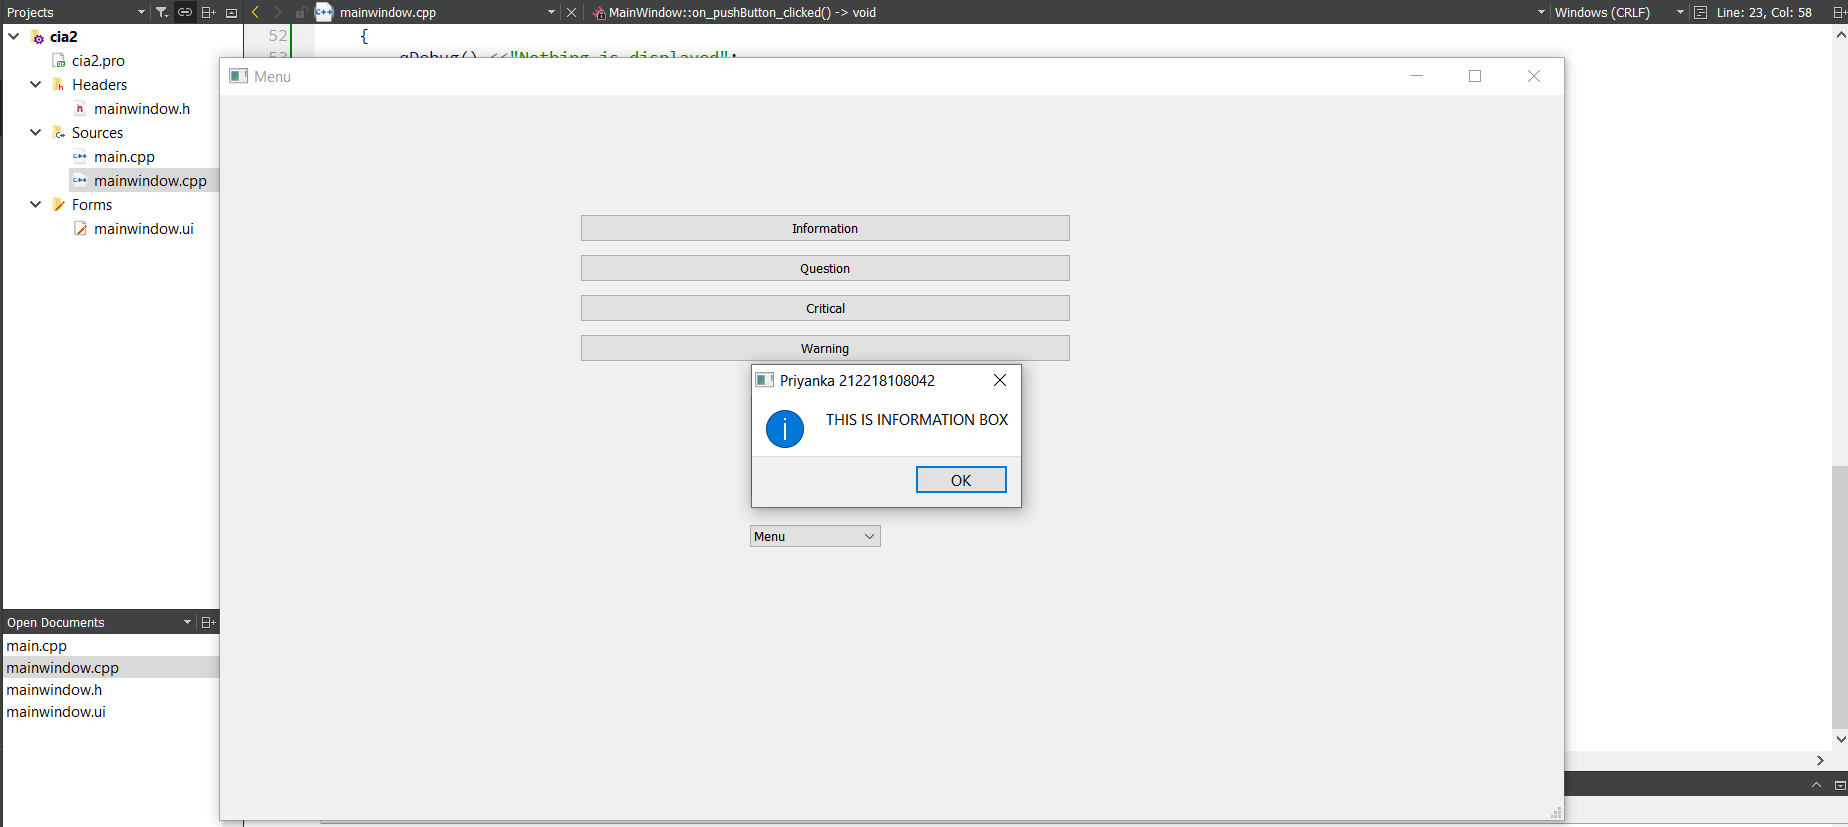 Projects
mainwindow.cpp
MainWindow::on_pushButton_clicked() -> void
Windows (CRLF)
Line: 23, Col: 58
cia2
cia2.pro
Headers
mainwindow.h
Sources
main.cpp
mainwindow.cpp
Forms
mainwindow.ui
52 {
53 qDebug() <<"Nothing is displayed";
Menu
Information
Question
Critical
Warning
Priyanka 212218108042
THIS IS INFORMATION BOX
OK
Menu
Open Documents
main.cpp
mainwindow.cpp
mainwindow.h
mainwindow.ui